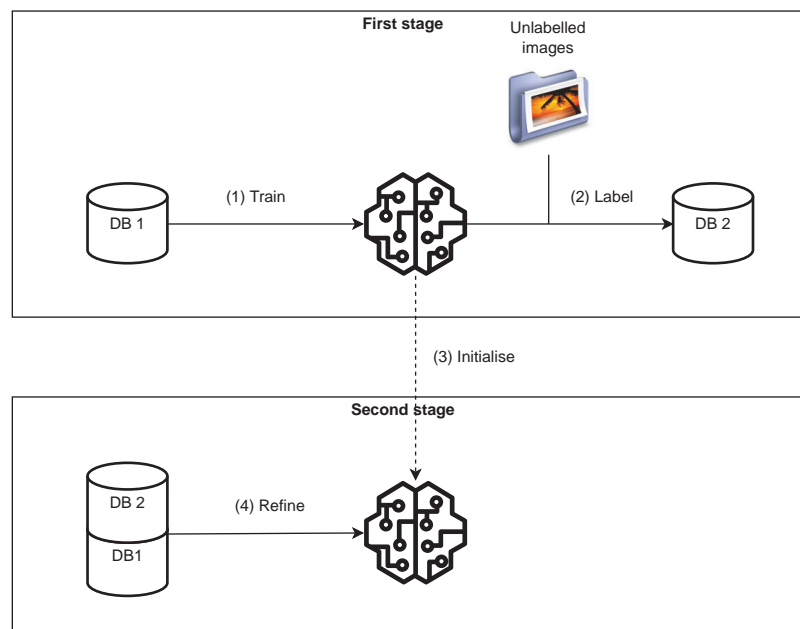 First stage
Unlabelled
images
(1) Train
(2) Label
DB 1
DB 2
(3) Initialise
Second stage
DB 2
(4) Refine
DB1